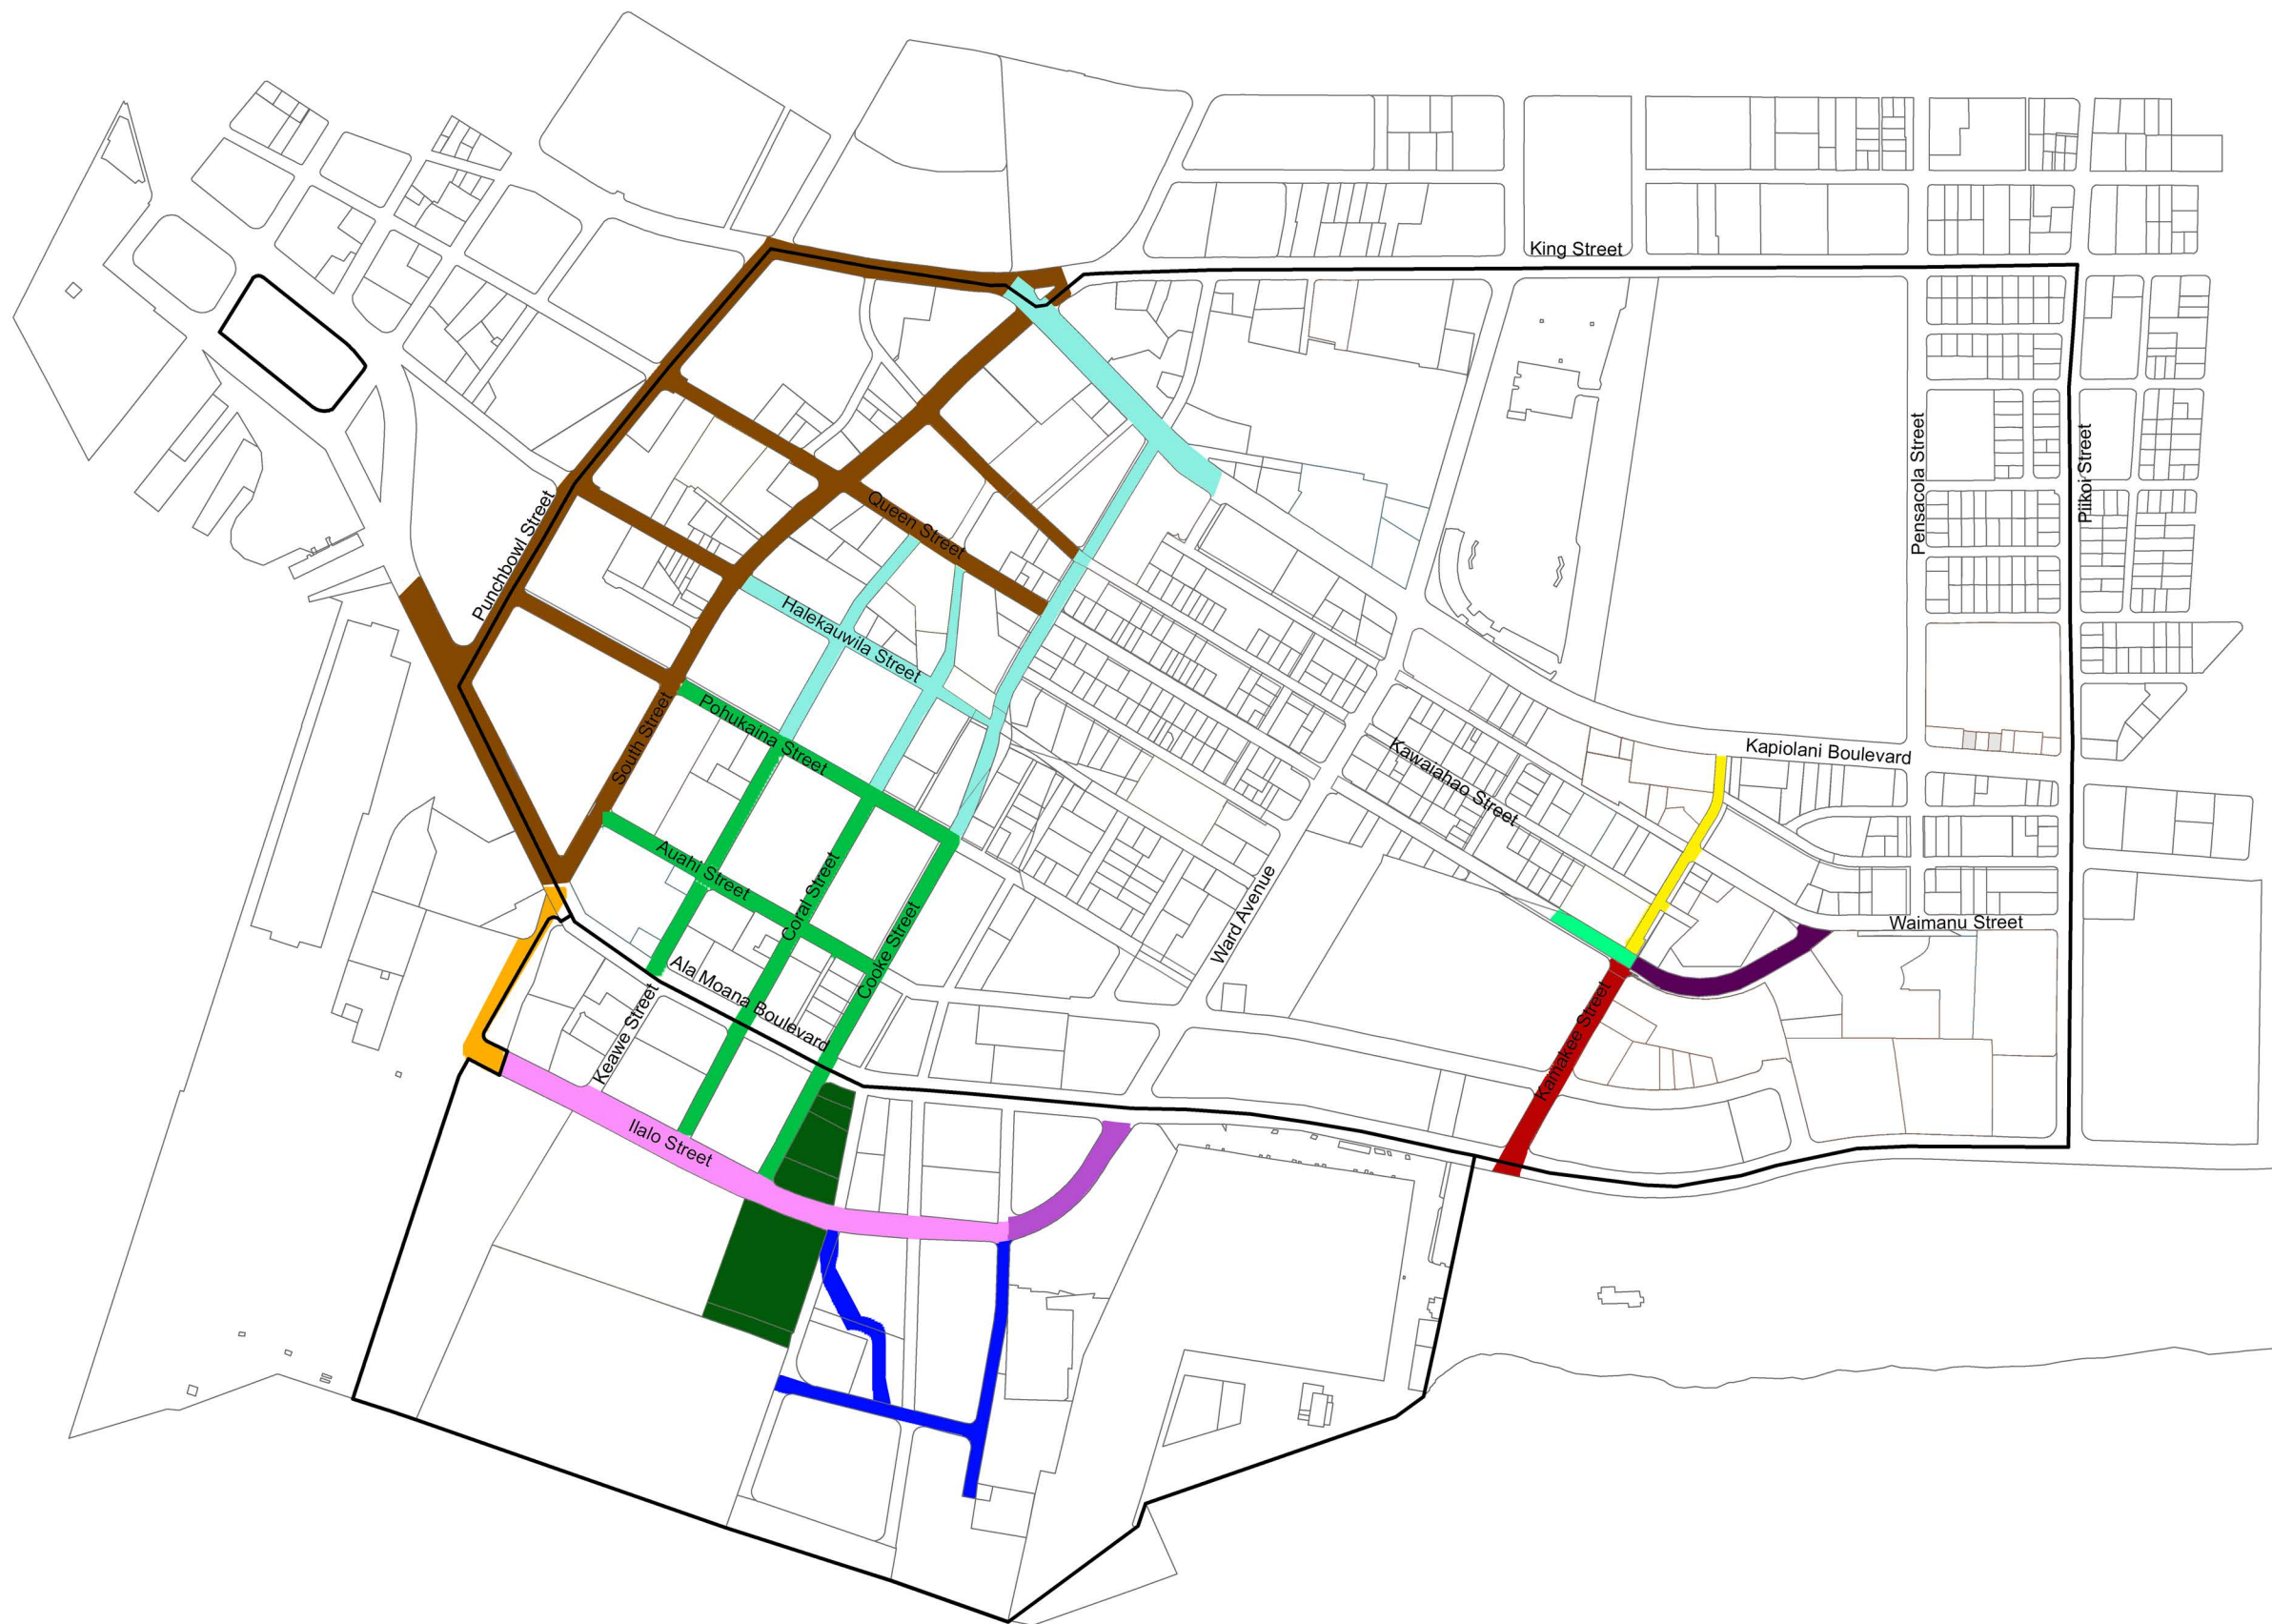 King Street
Pensacola Street
Piikoi Street
Punchbowl Street
Queen Street
Halekauwila Street
Pohukaina Street
South Street
Kapiolani Boulevard
Kawaiahao Street
Auahi Street
Coral Street
Cooke Street
Ward Avenue
Waimanu Street
Ala Moana Boulevard
Keawe Street
Kamakee Street
Ilalo Street